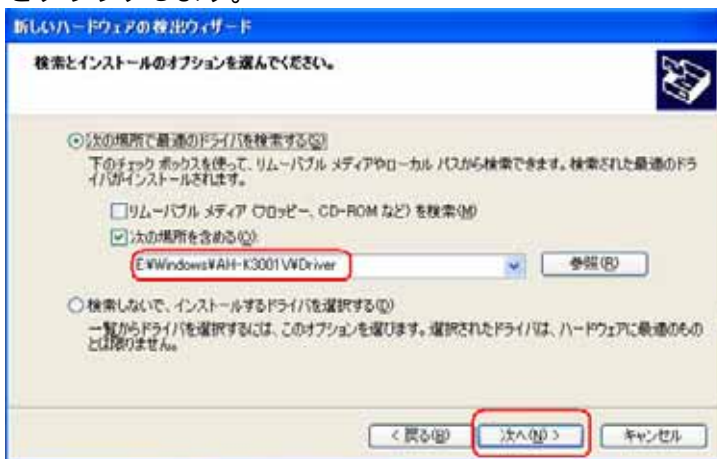 をクリックします。
新しいハードウェアの検出ウィザード
検索とインストールのオプションを選んでください。
次の場所で最適のドライバを検索する(S)
下のチェック ボックスを使って、リムーバブル メディアやローカル パスから検索できます。検索された最適のドラ
イバがインストールされます。
リムーバブル メディア (フロッピー、CD-ROM など) を検索(M)
次の場所を含める(O):
E:¥Windows¥AH-K3001V¥Driver
参照(R)
検索しないで、インストールするドライバを選択する(D)
一覧からドライバを選択するには、このオプションを選びます。選択されたドライバは、ハードウェアに最適のもの
とは限りません。
< 戻る(B) 次へ(N) > キャンセル